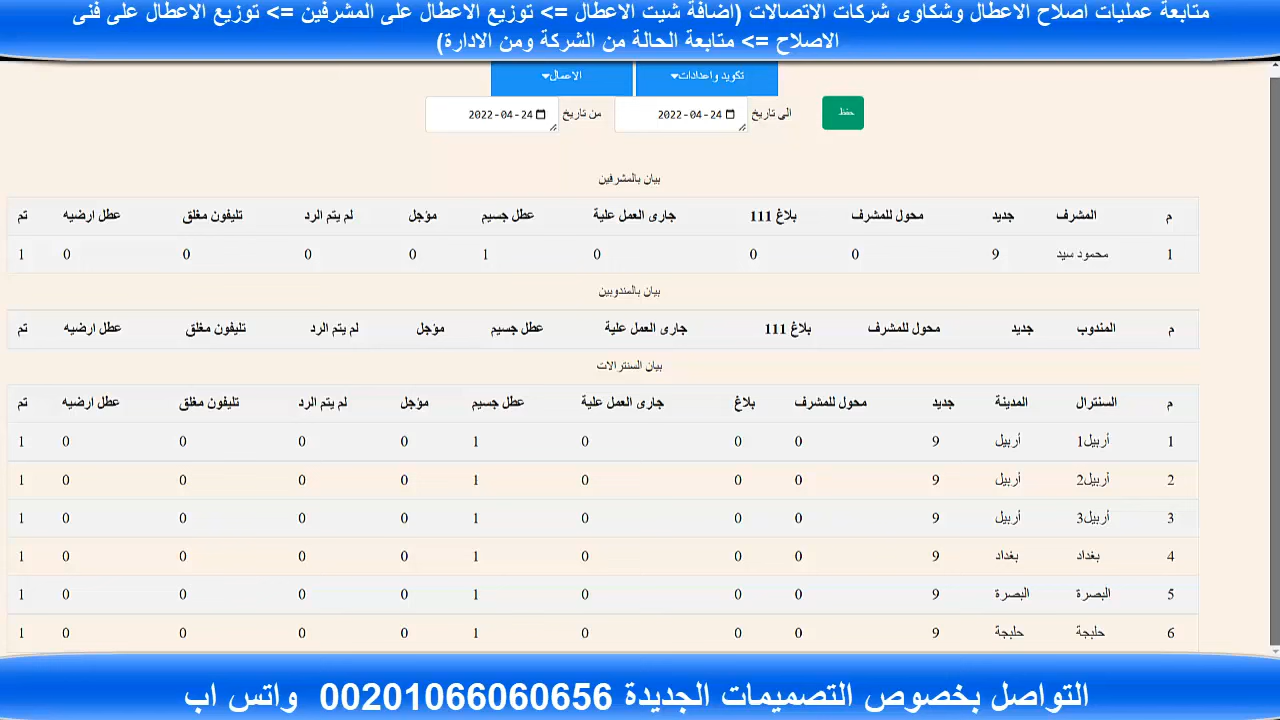 متابعة عمليات اصلاح الاعطال وشكاوى شركات الاتصالات (اضافة شيت الاعطال => توزيع الاعطال على المشرفين => توزيع الاعطال على فنى
الاصلاح => متابعة الحالة من الشركة ومن الادارة)
تكويد واعدادات الاعمال
حفظ الى تاريخ 2022-04-24 من تاريخ 2022-04-24
بيان بالمشرفين
م المشرف جديد محول للمشرف بلاغ 111 جارى العمل علية عطل جسيم مؤجل لم يتم الرد تليفون مغلق عطل ارضيه تم
1 محمود سيد 9 0 0 0 1 0 0 0 0 1
بيان بالمندوبين
م المندوب جديد محول للمشرف بلاغ 111 جارى العمل علية عطل جسيم مؤجل لم يتم الرد تليفون مغلق عطل ارضيه تم
بيان السنترالات
م السنترال المدينة جديد محول للمشرف بلاغ جارى العمل علية عطل جسيم مؤجل لم يتم الرد تليفون مغلق عطل ارضيه تم
1 أربيل1 أربيل 9 0 0 0 1 0 0 0 0 1
2 أربيل2 أربيل 9 0 0 0 1 0 0 0 0 1
3 أربيل3 أربيل 9 0 0 0 1 0 0 0 0 1
4 بغداد بغداد 9 0 0 0 1 0 0 0 0 1
5 البصرة البصرة 9 0 0 0 1 0 0 0 0 1
6 حلبجة حلبجة 9 0 0 0 1 0 0 0 0 1
التواصل بخصوص التصميمات الجديدة 00201066060656 واتس اب